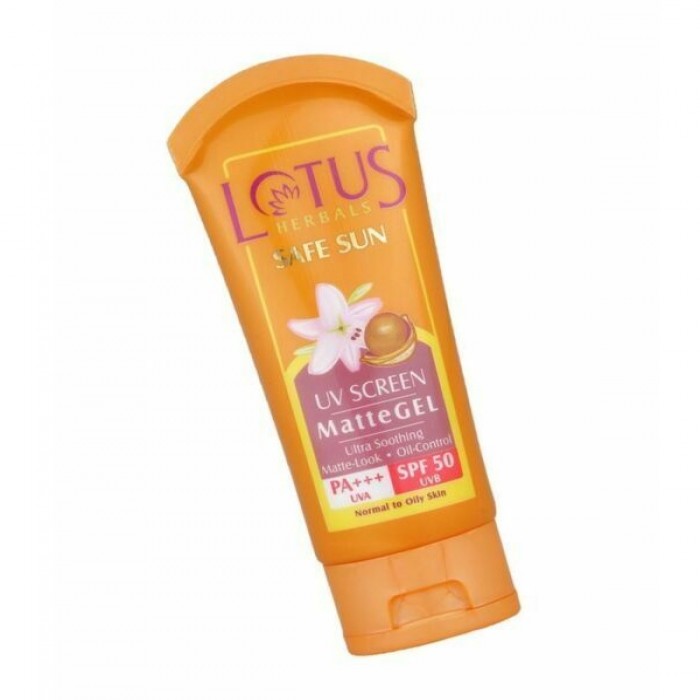 LOTUS
HERBALS
SAFE SUN
UV SCREEN
MatteGEL
Ultra Soothing
Matte-Look • Oil-Control
PA+++ SPF 50
UVA UVB
Normal to Oily Skin